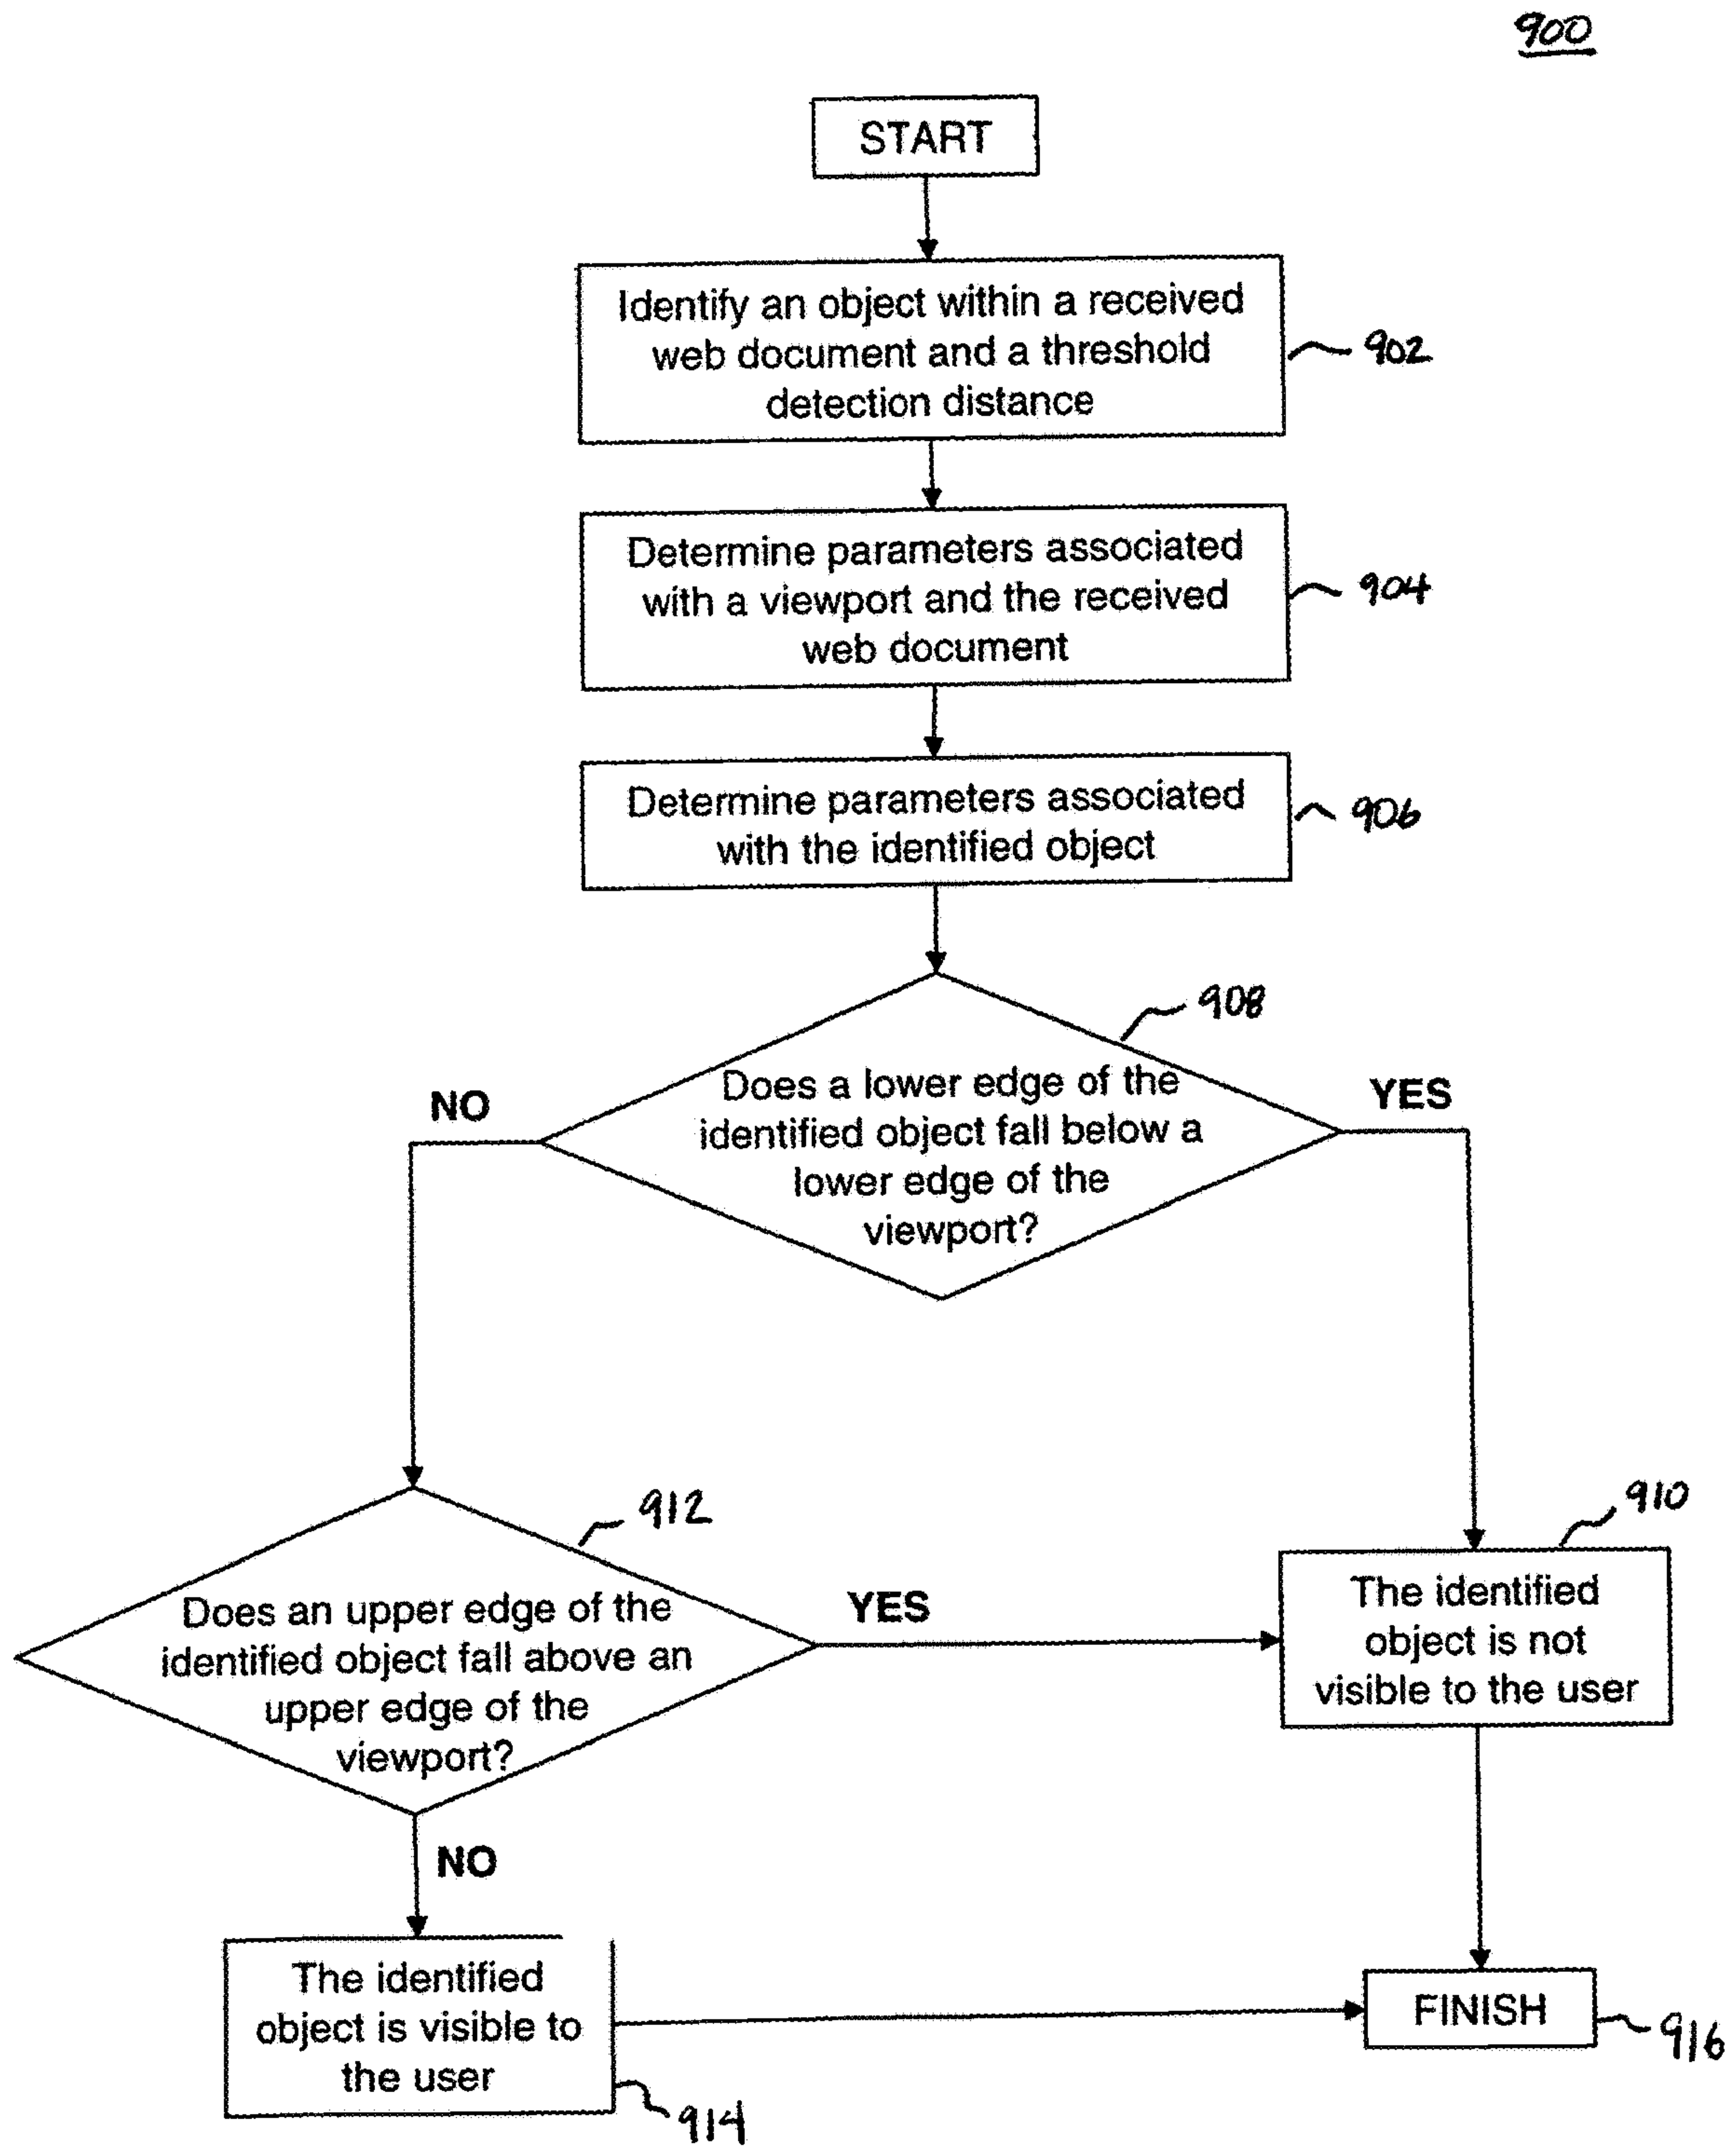 900
START
Identify an object within a received
web document and a threshold
detection distance
902
Determine parameters associated
with a viewport and the received
web document
904
Determine parameters associated
with the identified object
906
908
Does a lower edge of the
identified object fall below a
lower edge of the
viewport?
NO
YES
912
Does an upper edge of the
identified object fall above an
upper edge of the
viewport?
YES
NO
910
The identified
object is not
visible to the user
The identified
object is visible to
the user
914
FINISH
916